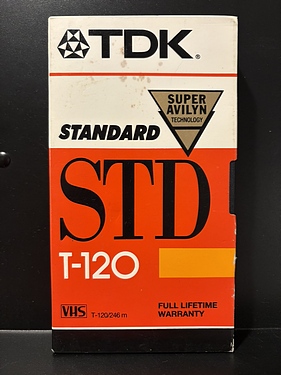 TDK®
SUPER
AVILYN
TECHNOLOGY
STANDARD
STD
T-120
VHS T-120/246 m
FULL LIFETIME
WARRANTY